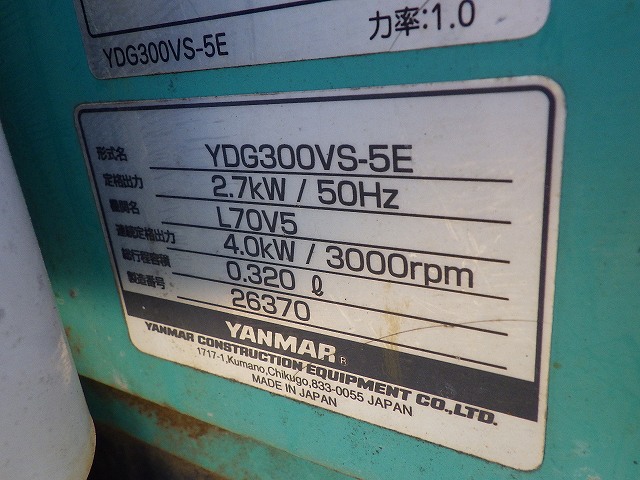 YDG300VS-5E
力率:1.0
形式名 YDG300VS-5E
定格出力 2.7kW / 50Hz
機関名 L70V5
連続定格出力 4.0kW / 3000rpm
総行程容積 0.320 ℓ
製造番号 26370
YANMAR®
YANMAR CONSTRUCTION EQUIPMENT CO.,LTD.
1717-1,Kumano,Chikugo,833-0055 JAPAN
MADE IN JAPAN